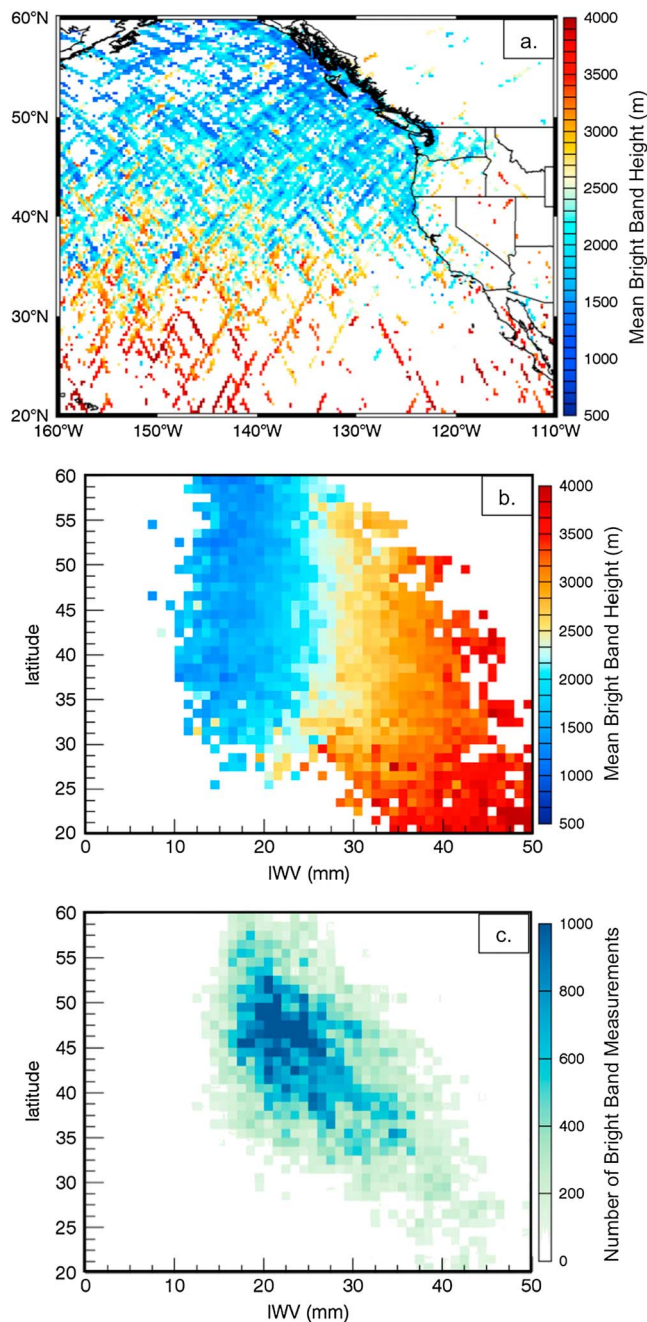 60°N
50°N
40°N
30°N
20°N
160°W
150°W
140°W
130°W
120°W
110°W
a.
4000
3500
3000
2500
2000
1500
1000
500
Mean Bright Band Height (m)
60
55
50
45
40
35
30
25
20
latitude
0
10
20
30
40
50
IWV (mm)
b.
4000
3500
3000
2500
2000
1500
1000
500
Mean Bright Band Height (m)
60
55
50
45
40
35
30
25
20
latitude
0
10
20
30
40
50
IWV (mm)
c.
1000
800
600
400
200
0
Number of Bright Band Measurements